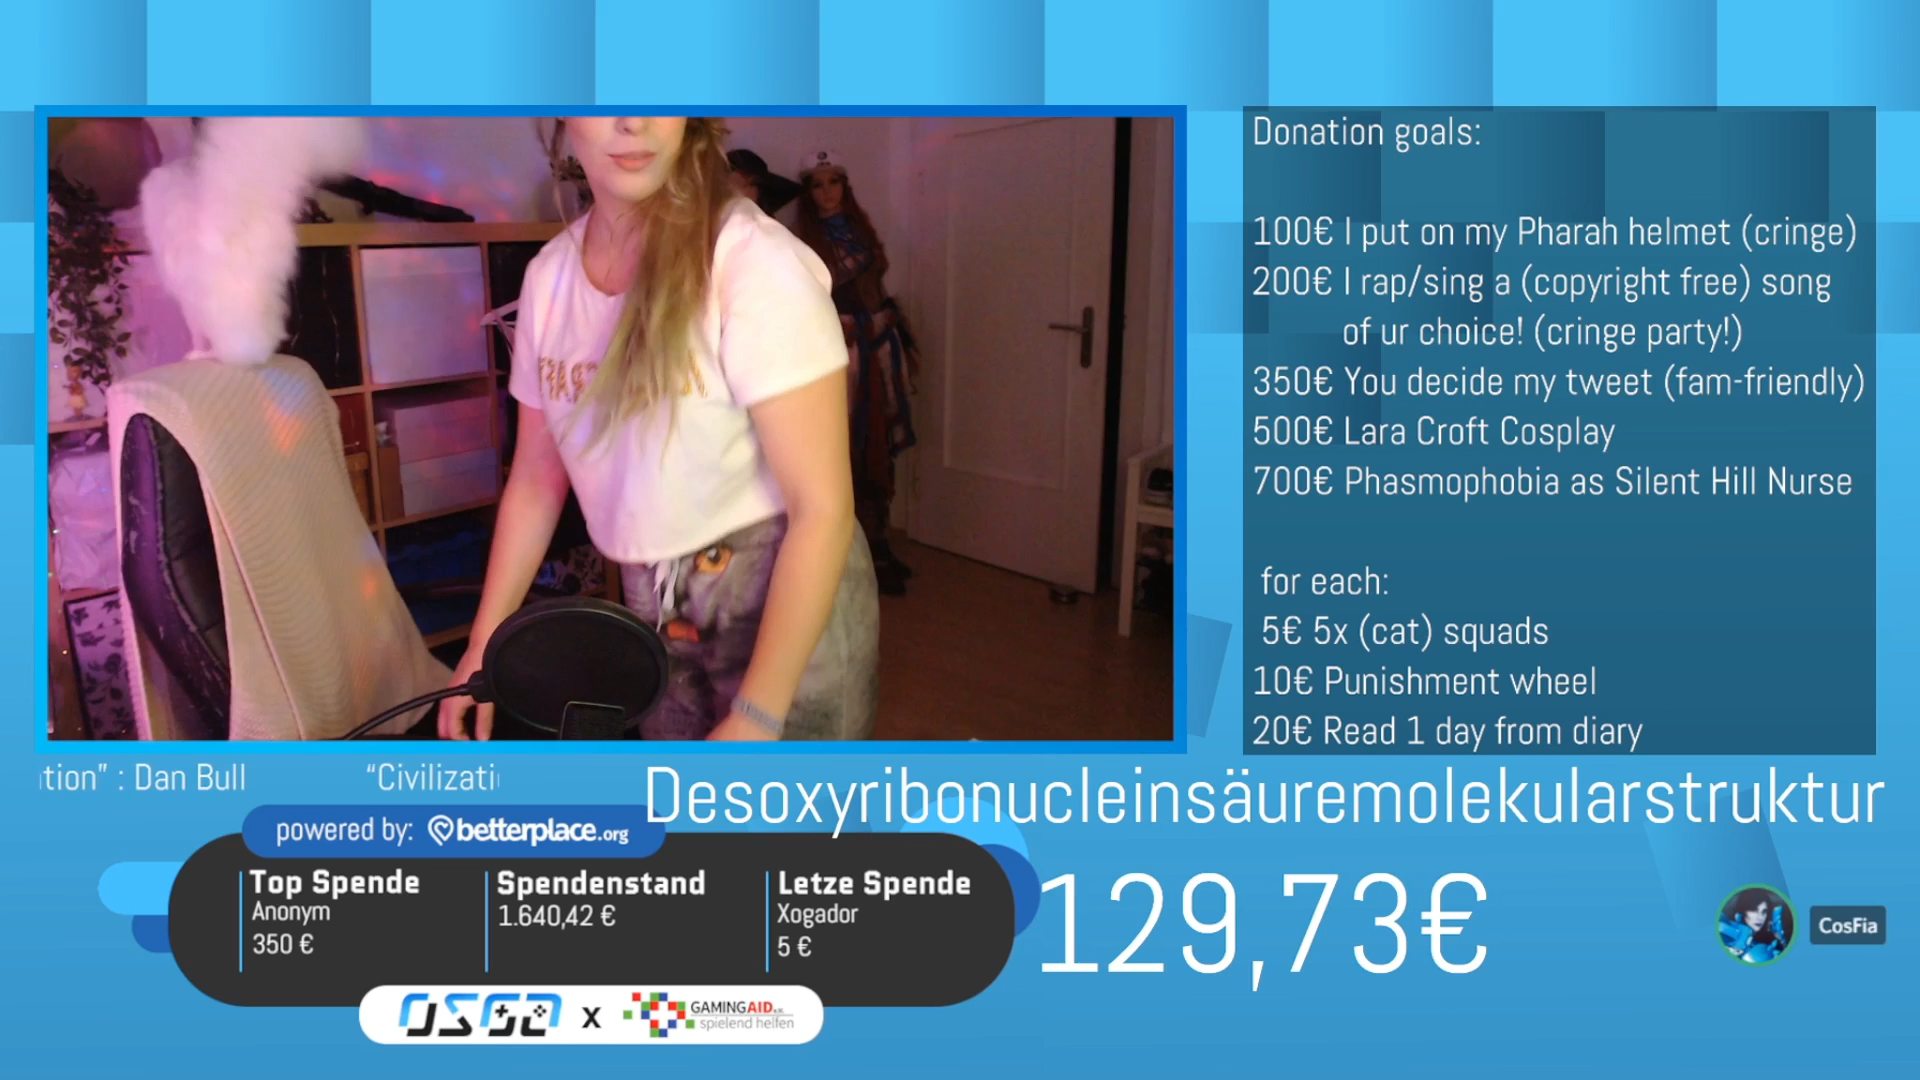 Donation goals:
100€ I put on my Pharah helmet (cringe)
200€ I rap/sing a (copyright free) song
of ur choice! (cringe party!)
350€ You decide my tweet (fam-friendly)
500€ Lara Croft Cosplay
700€ Phasmophobia as Silent Hill Nurse
for each:
5€ 5x (cat) squads
10€ Punishment wheel
20€ Read 1 day from diary
tion” : Dan Bull “Civilizati
Desoxyribonucleinsäuremolekularstruktur
powered by: betterplace.org
Top Spende
Anonym
350 €
Spendenstand
1.640,42 €
Letze Spende
Xogador
5 €
129,73€
CosFia
x GAMINGAID e.V.
spielend helfen